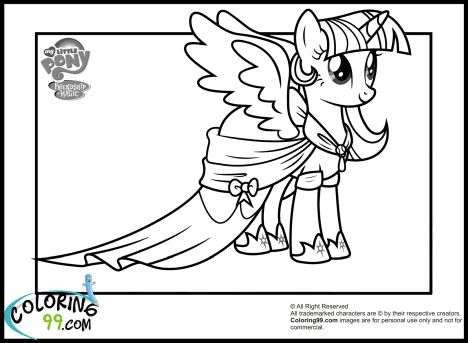 my LITTLE
PONY
FRIENDSHIP
is MAGIC
© All Right Reserved
All trademarked characters are © by their respective creators.
Coloring99.com images are for personal use only and not for
commercial.
COLORING
99.COM